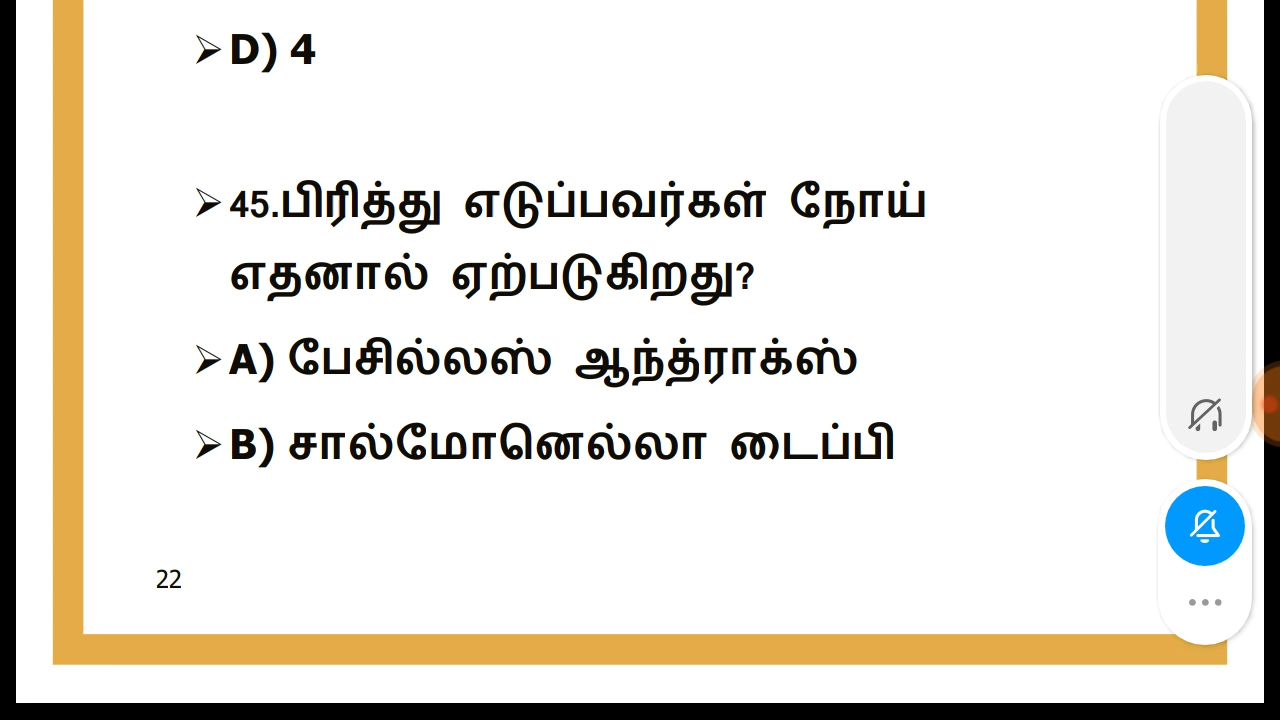 ➢ D) 4
➢ 45.பிரித்து எடுப்பவர்கள் நோய்
எதனால் ஏற்படுகிறது?
➢ A) பேசில்லஸ் ஆந்த்ராக்ஸ்
➢ B) சால்மோனெல்லா டைப்பி
22